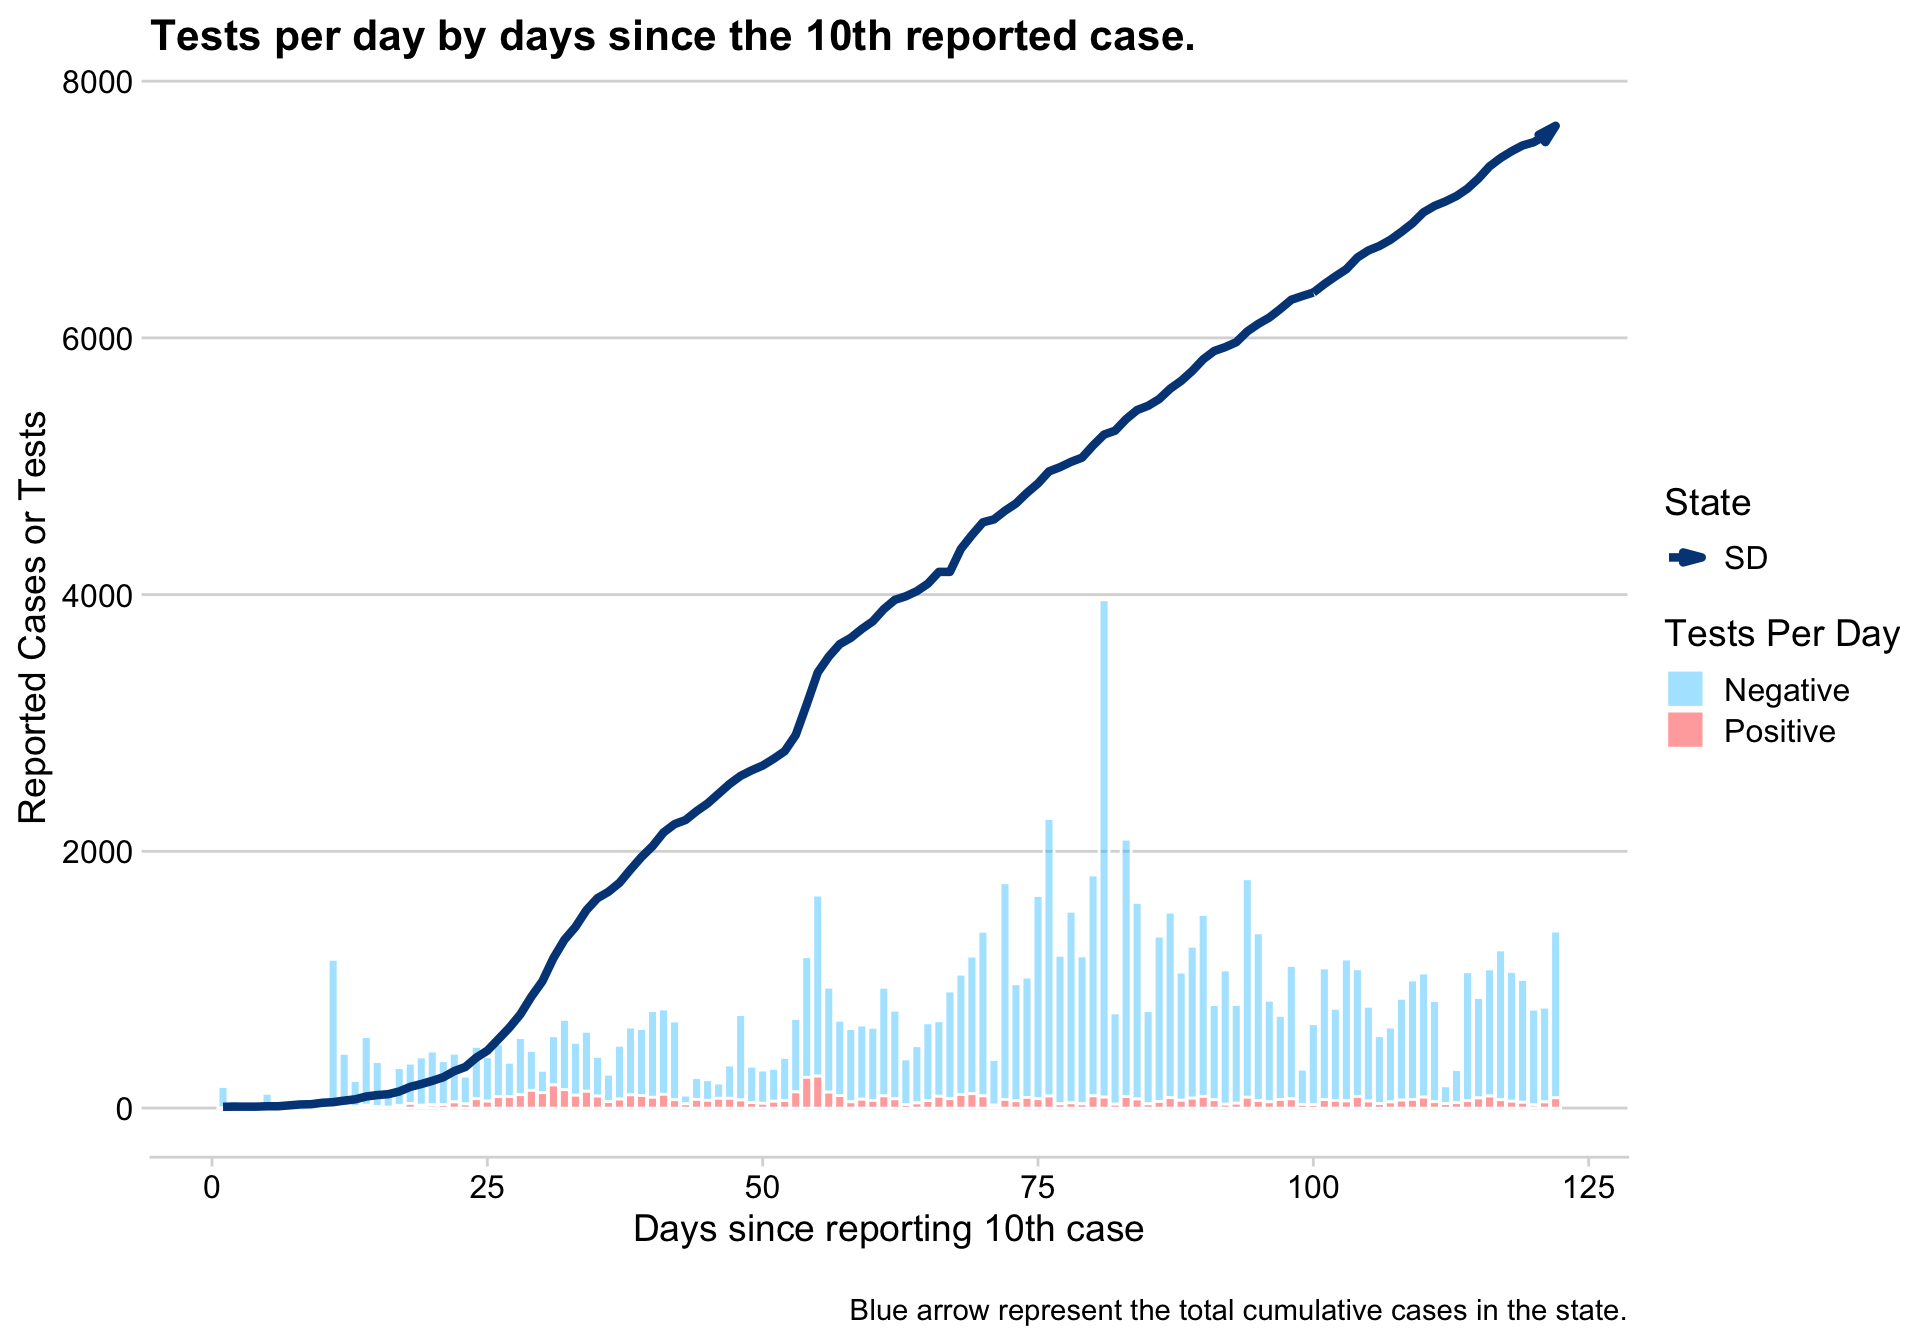 Tests per day by days since the 10th reported case.
8000
6000
4000
2000
0
Reported Cases or Tests
0 25 50 75 100 125
Days since reporting 10th case
State
SD
Tests Per Day
Negative
Positive
Blue arrow represent the total cumulative cases in the state.